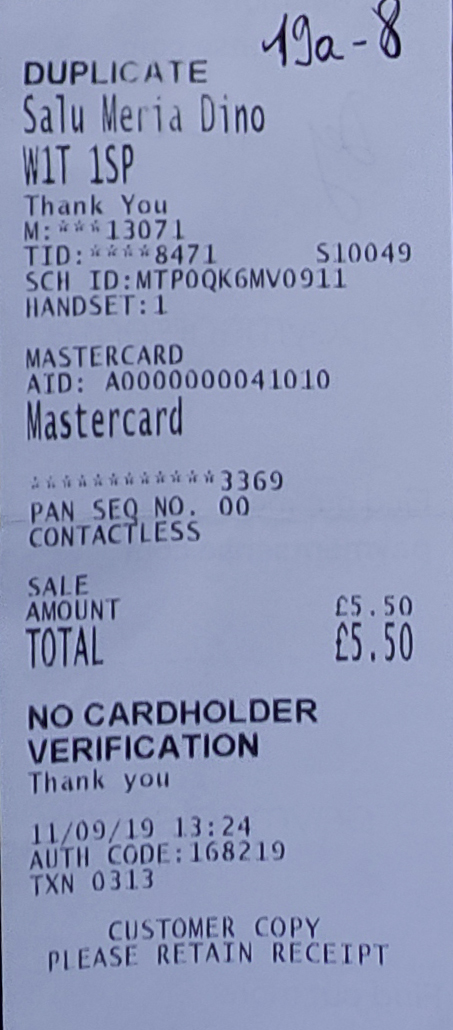 19a-8
DUPLICATE
Salu Meria Dino
W1T 1SP
Thank You
M:***13071
TID:****8471 S10049
SCH ID:MTP0QK6MV0911
HANDSET:1
MASTERCARD
AID: A0000000041010
Mastercard
************3369
PAN SEQ NO. 00
CONTACTLESS
SALE
AMOUNT £5.50
TOTAL £5.50
NO CARDHOLDER
VERIFICATION
Thank you
11/09/19 13:24
AUTH CODE:168219
TXN 0313
CUSTOMER COPY
PLEASE RETAIN RECEIPT